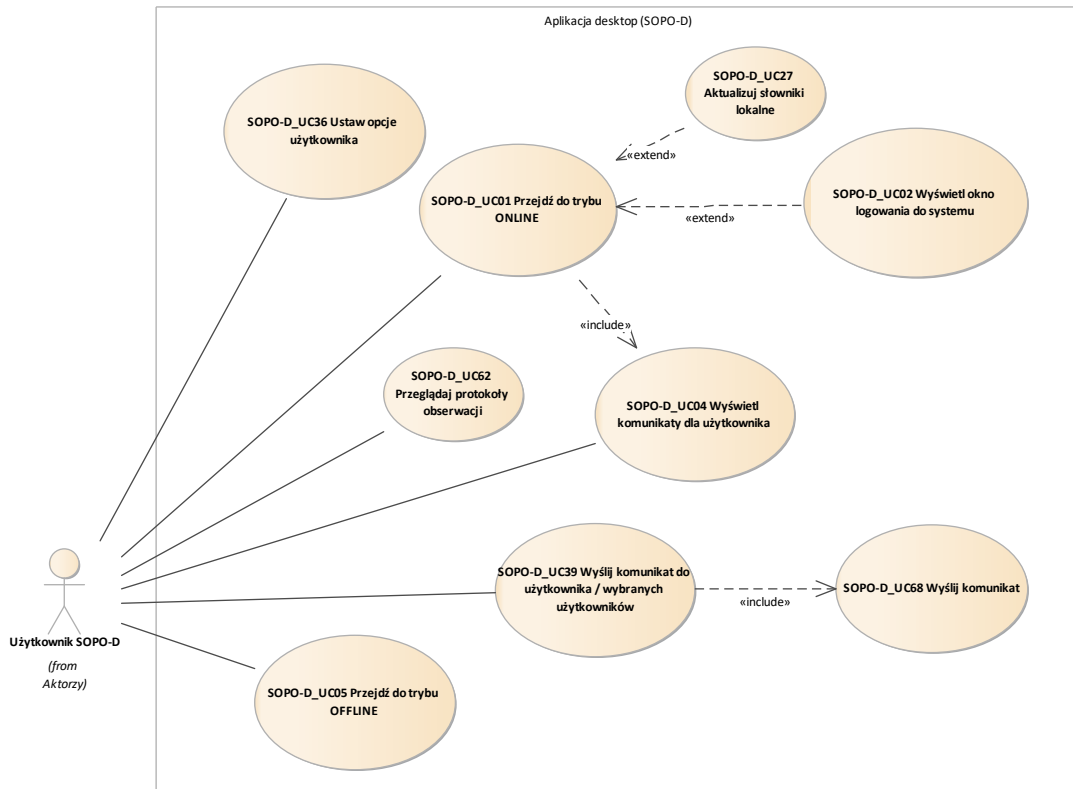 Aplikacja desktop (SOPO-D)
SOPO-D_UC27
Aktualizuj słowniki
lokalne
SOPO-D_UC36 Ustaw opcje
użytkownika
«extend»
SOPO-D_UC01 Przejdź do trybu
ONLINE
SOPO-D_UC02 Wyświetl okno
logowania do systemu
«extend»
«include»
SOPO-D_UC62
Przeglądaj protokoły
obserwacji
SOPO-D_UC04 Wyświetl
komunikaty dla użytkownika
SOPO-D_UC39 Wyślij komunikat do
użytkownika / wybranych
użytkowników
«include»
SOPO-D_UC68 Wyślij komunikat
Użytkownik SOPO-D
(from
Aktorzy)
SOPO-D_UC05 Przejdź do trybu
OFFLINE